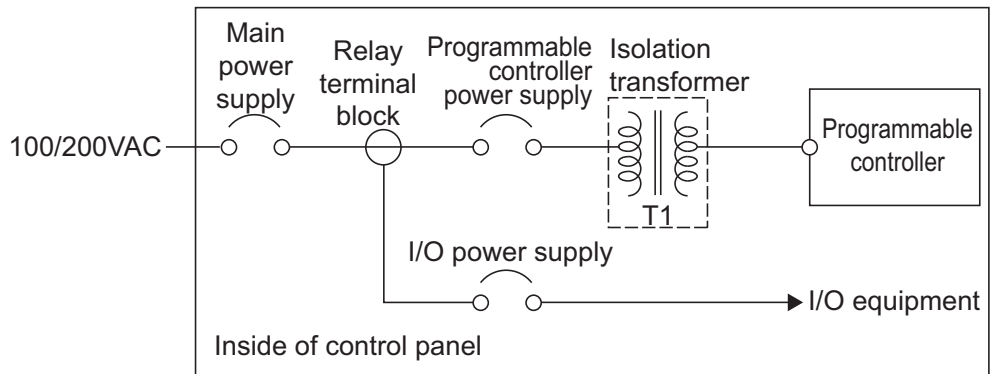 Main
power
supply
Relay
terminal
block
Programmable
controller
power supply
Isolation
transformer
100/200VAC
Programmable
controller
T1
I/O power supply
I/O equipment
Inside of control panel